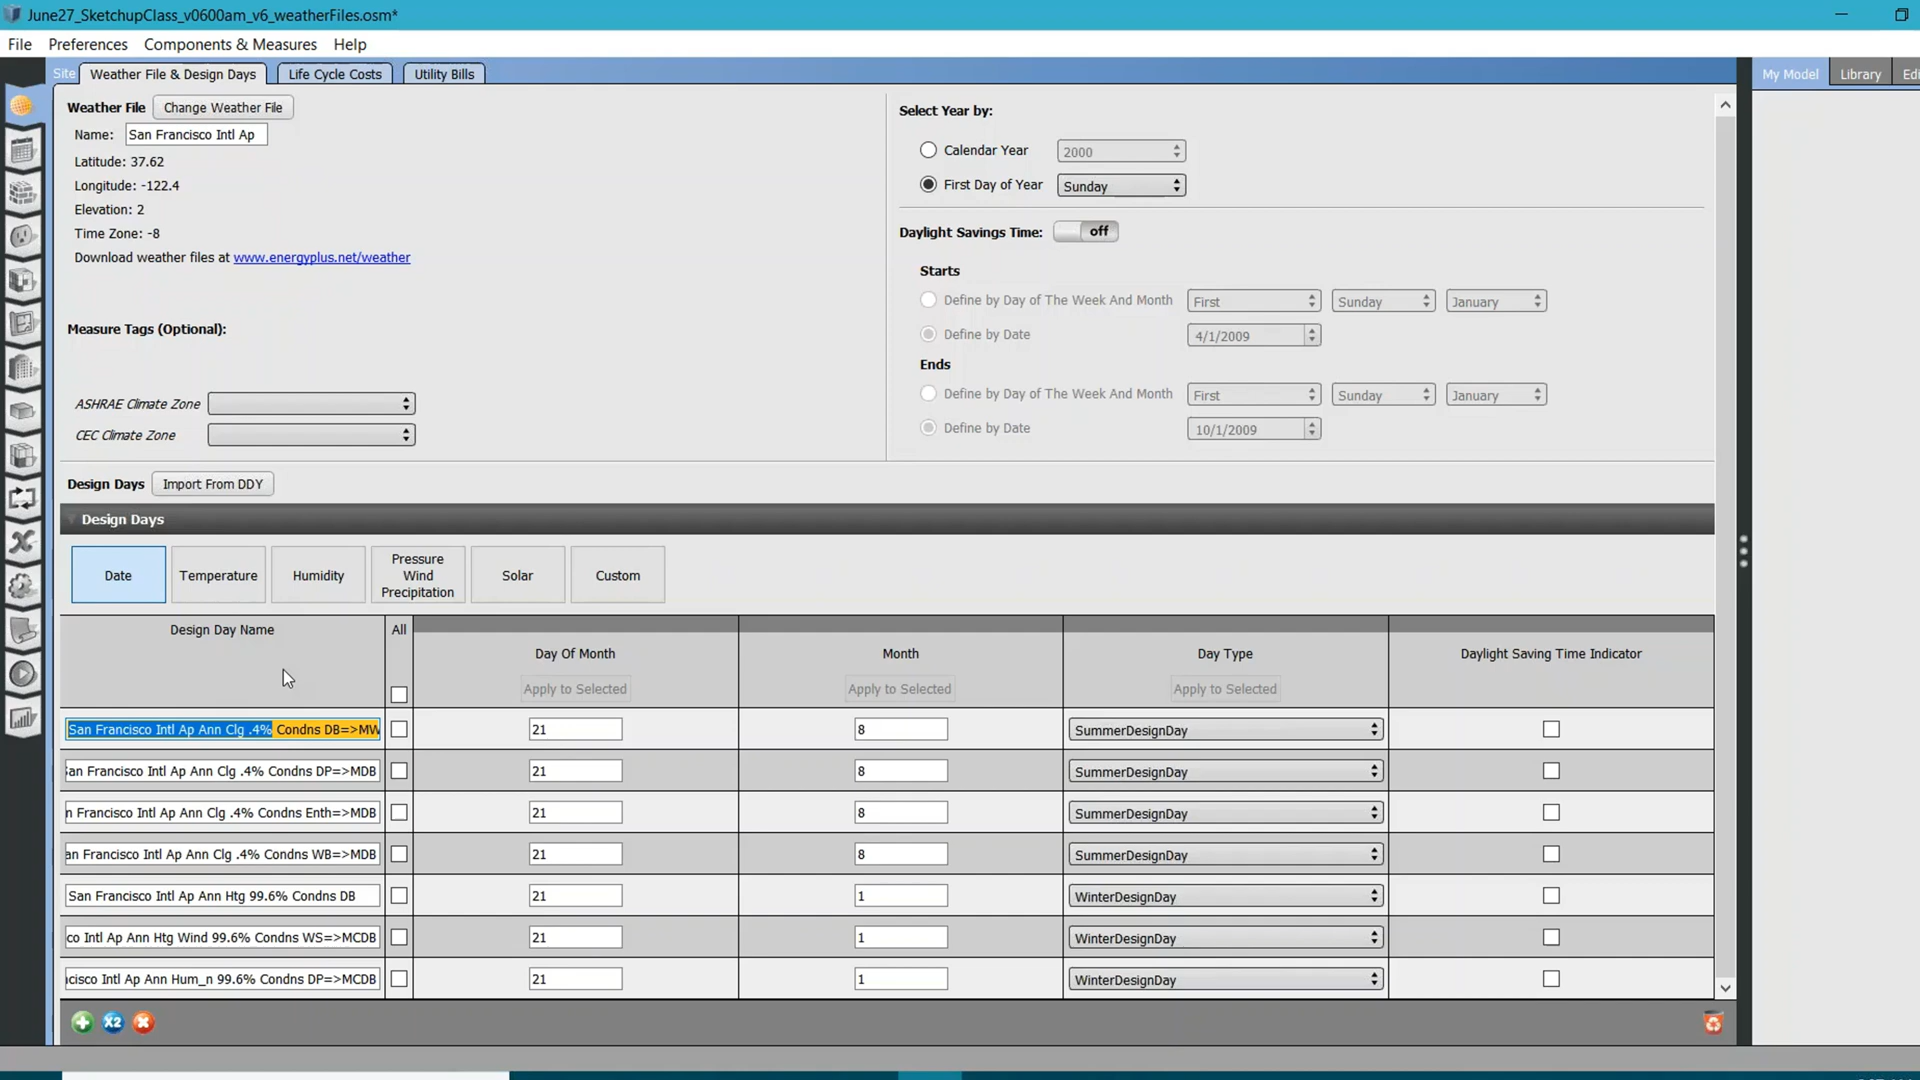 June27_SketchupClass_v0600am_v6_weatherFiles.osm*
File Preferences Components & Measures Help
Site Weather File & Design Days Life Cycle Costs Utility Bills My Model Library Edi
Weather File Change Weather File
Name: San Francisco Intl Ap
Latitude: 37.62
Longitude: -122.4
Elevation: 2
Time Zone: -8
Download weather files at www.energyplus.net/weather
Measure Tags (Optional):
ASHRAE Climate Zone
CEC Climate Zone
Select Year by:
Calendar Year 2000
First Day of Year Sunday
Daylight Savings Time: off
Starts
Define by Day of The Week And Month First Sunday January
Define by Date 4/1/2009
Ends
Define by Day of The Week And Month First Sunday January
Define by Date 10/1/2009
Design Days Import From DDY
Design Days
Date Temperature Humidity Pressure Wind Precipitation Solar Custom
Design Day Name All Day Of Month Month Day Type Daylight Saving Time Indicator
Apply to Selected Apply to Selected Apply to Selected
San Francisco Intl Ap Ann Clg .4% Condns DB=>MW 21 8 SummerDesignDay
San Francisco Intl Ap Ann Clg .4% Condns DP=>MDB 21 8 SummerDesignDay
n Francisco Intl Ap Ann Clg .4% Condns Enth=>MDB 21 8 SummerDesignDay
an Francisco Intl Ap Ann Clg .4% Condns WB=>MDB 21 8 SummerDesignDay
San Francisco Intl Ap Ann Htg 99.6% Condns DB 21 1 WinterDesignDay
co Intl Ap Ann Htg Wind 99.6% Condns WS=>MCDB 21 1 WinterDesignDay
cisco Intl Ap Ann Hum_n 99.6% Condns DP=>MCDB 21 1 WinterDesignDay
X2